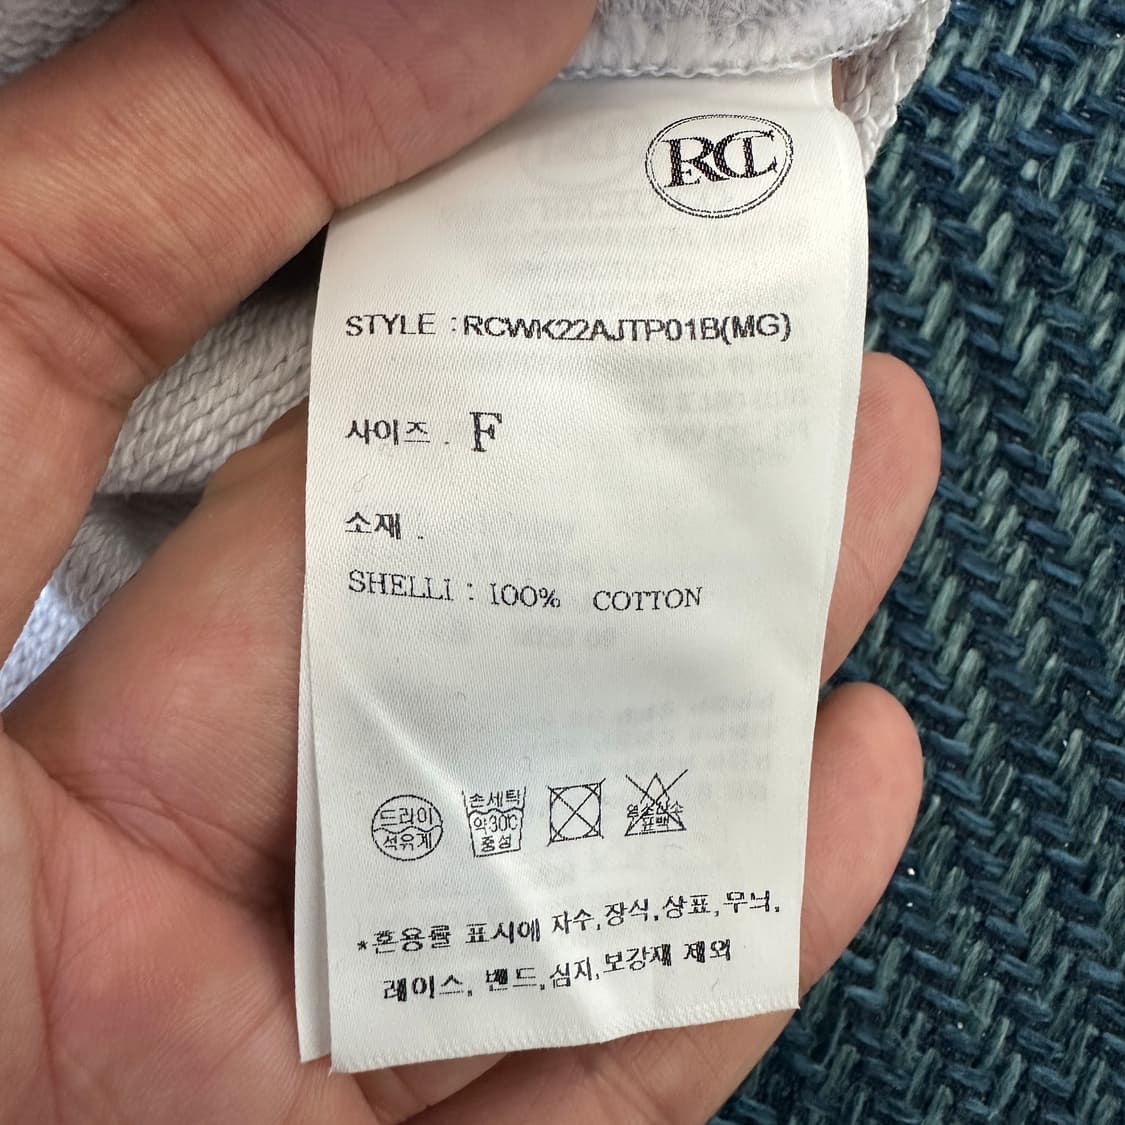 RCL
STYLE : RCWK22AJTP01B(MG)
사이즈 . F
소재 .
SHELLI : 100% COTTON
드라이
석유계
손세탁
약30℃
중성
염소산소
표백
*혼용률 표시에 자수,장식,상표,무늬,
레이스, 밴드,심지,보강재 제외